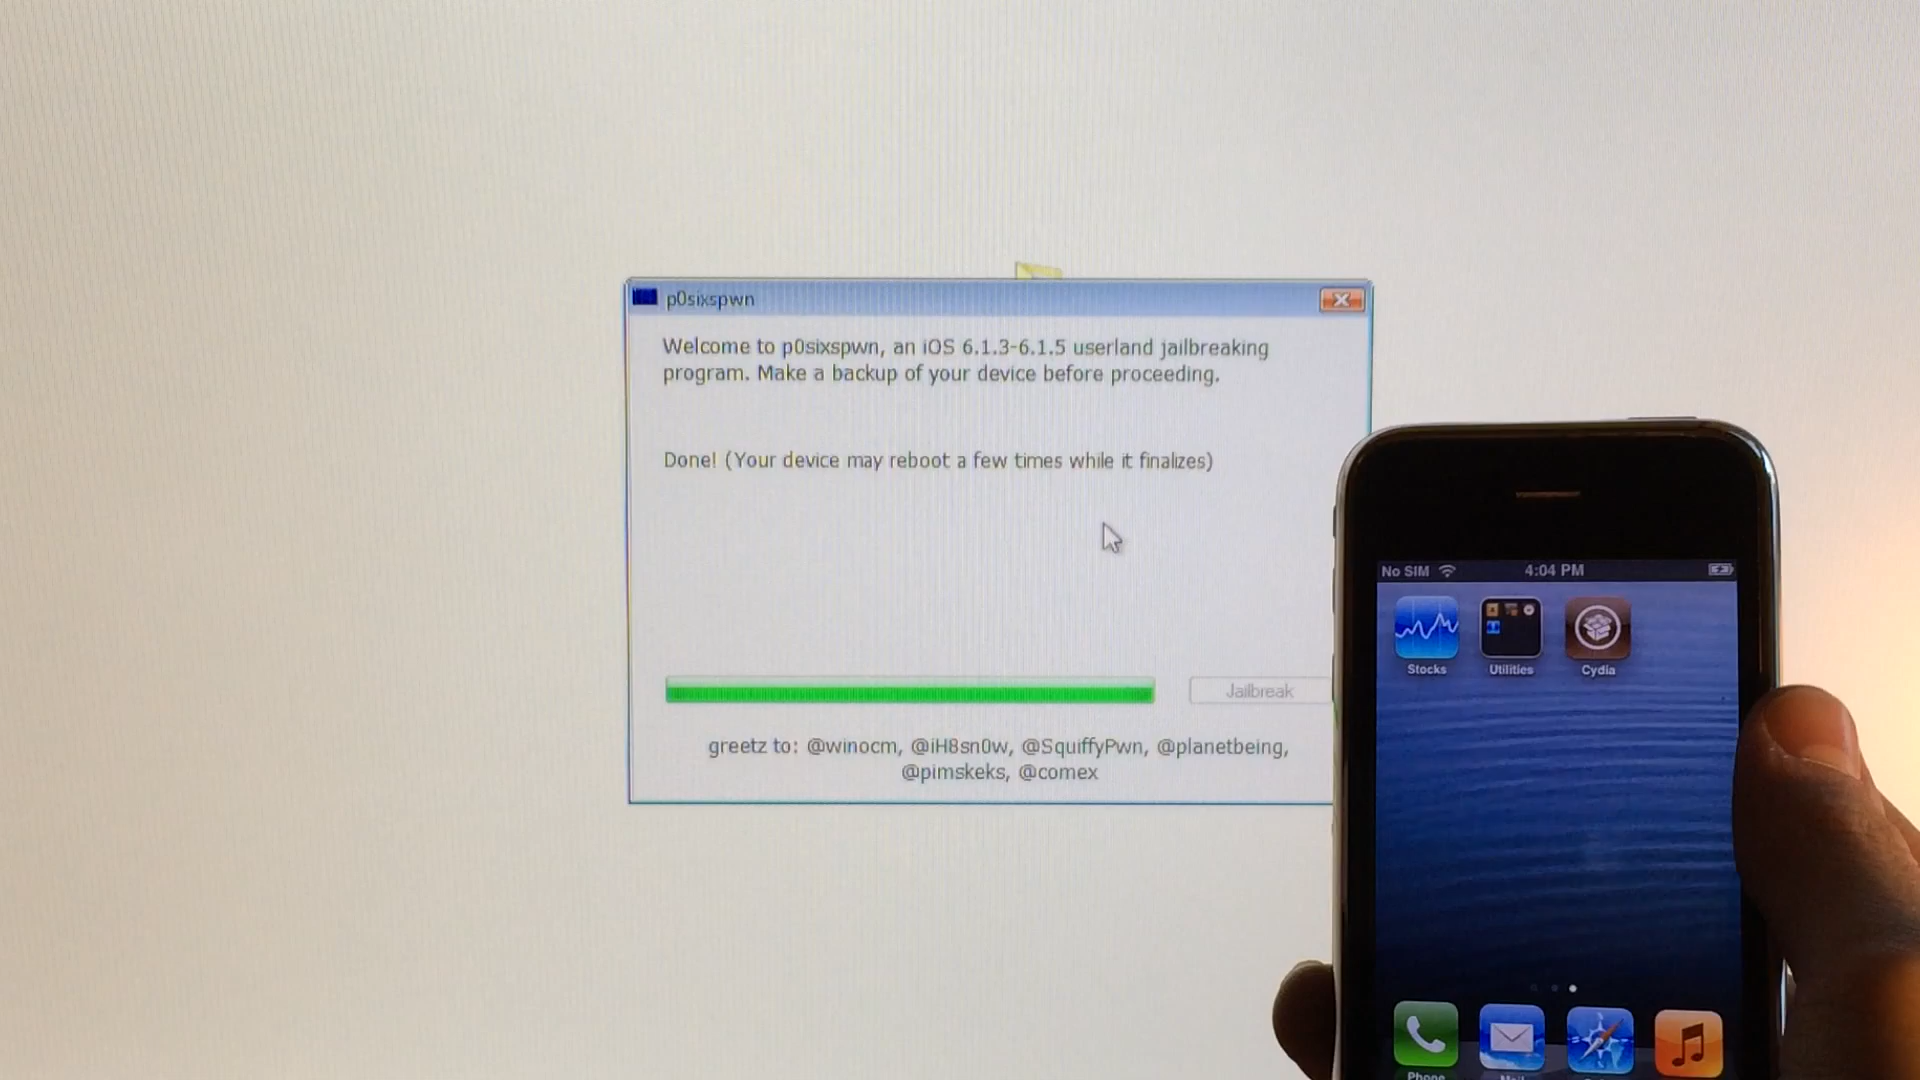 p0sixspwn
Welcome to p0sixspwn, an iOS 6.1.3-6.1.5 userland jailbreaking
program. Make a backup of your device before proceeding.
Done! (Your device may reboot a few times while it finalizes)
Jailbreak
greetz to: @winocm, @iH8sn0w, @SquiffyPwn, @planetbeing,
@pimskeks, @comex
No SIM 4:04 PM
Stocks Utilities Cydia
Phone